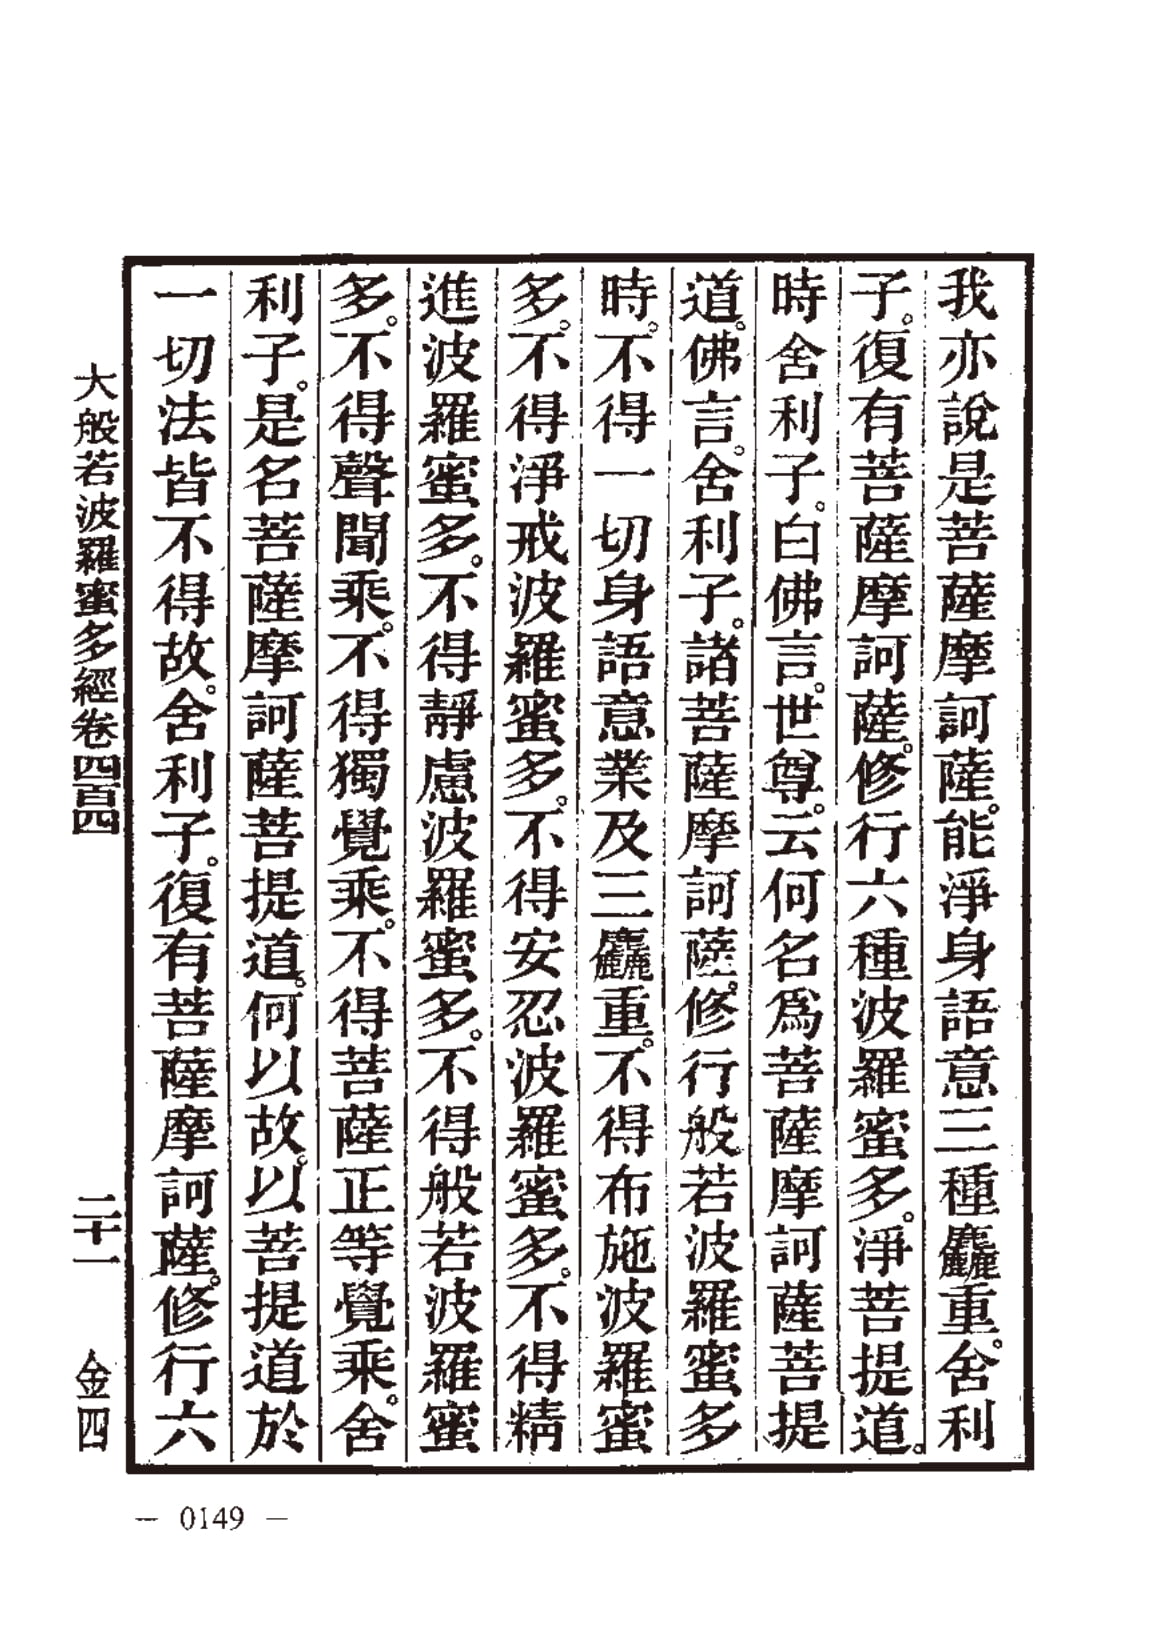 我亦說是菩薩摩訶薩。能淨身語意三種麤重。舍利
子。復有菩薩摩訶薩。修行六種波羅蜜多。淨菩提道。
時舍利子。白佛言。世尊。云何名爲菩薩摩訶薩菩提
道。佛言。舍利子。諸菩薩摩訶薩。修行般若波羅蜜多
時。不得一切身語意業及三麤重。不得布施波羅蜜
多。不得淨戒波羅蜜多。不得安忍波羅蜜多。不得精
進波羅蜜多。不得靜慮波羅蜜多。不得般若波羅蜜
多。不得聲聞乘。不得獨覺乘。不得菩薩正等覺乘。舍
利子。是名菩薩摩訶薩菩提道。何以故。以菩提道於
一切法皆不得故。舍利子。復有菩薩摩訶薩。修行六
大般若波羅蜜多經卷四百四 二十一 金四
— 0149 —